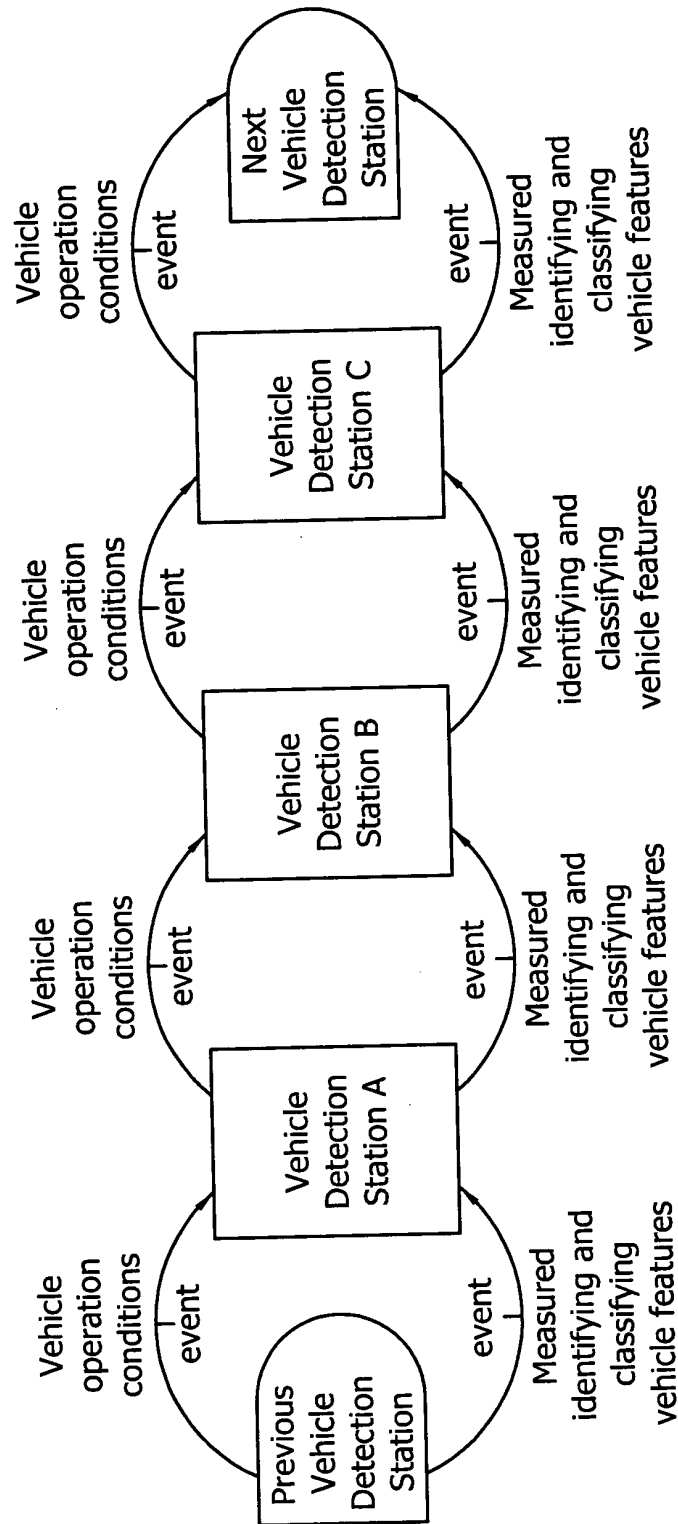 Vehicle
operation
conditions
event
Vehicle
operation
conditions
event
Vehicle
operation
conditions
event
Vehicle
operation
conditions
event
Previous
Vehicle
Detection
Station
Vehicle
Detection
Station A
Vehicle
Detection
Station B
Vehicle
Detection
Station C
Next
Vehicle
Detection
Station
event
Measured
identifying and
classifying
vehicle features
event
Measured
identifying and
classifying
vehicle features
event
Measured
identifying and
classifying
vehicle features
event
Measured
identifying and
classifying
vehicle features